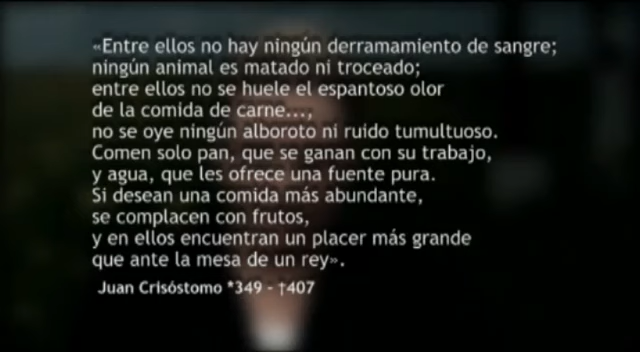 «Entre ellos no hay ningún derramamiento de sangre;
ningún animal es matado ni troceado;
entre ellos no se huele el espantoso olor
de la comida de carne...,
no se oye ningún alboroto ni ruido tumultuoso.
Comen solo pan, que se ganan con su trabajo,
y agua, que les ofrece una fuente pura.
Si desean una comida más abundante,
se complacen con frutos,
y en ellos encuentran un placer más grande
que ante la mesa de un rey».
Juan Crisóstomo *349 - †407